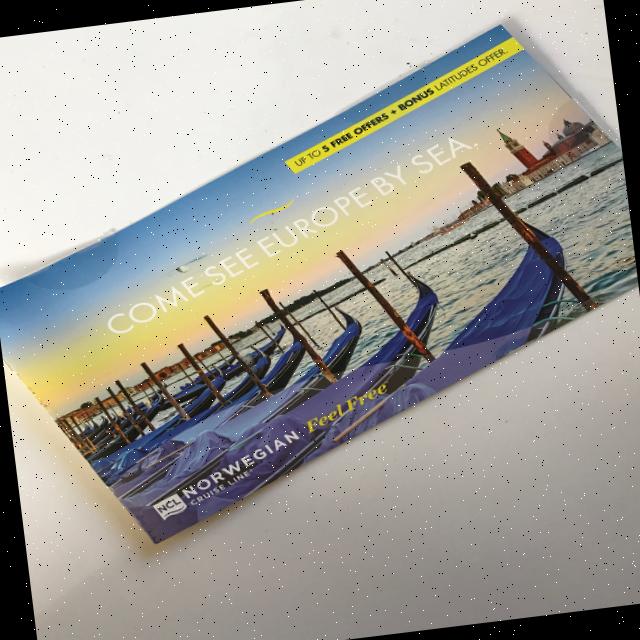 UP TO 5 FREE OFFERS + BONUS LATITUDES OFFER.
COME SEE EUROPE BY SEA.
NCL NORWEGIAN Feel Free
CRUISE LINE